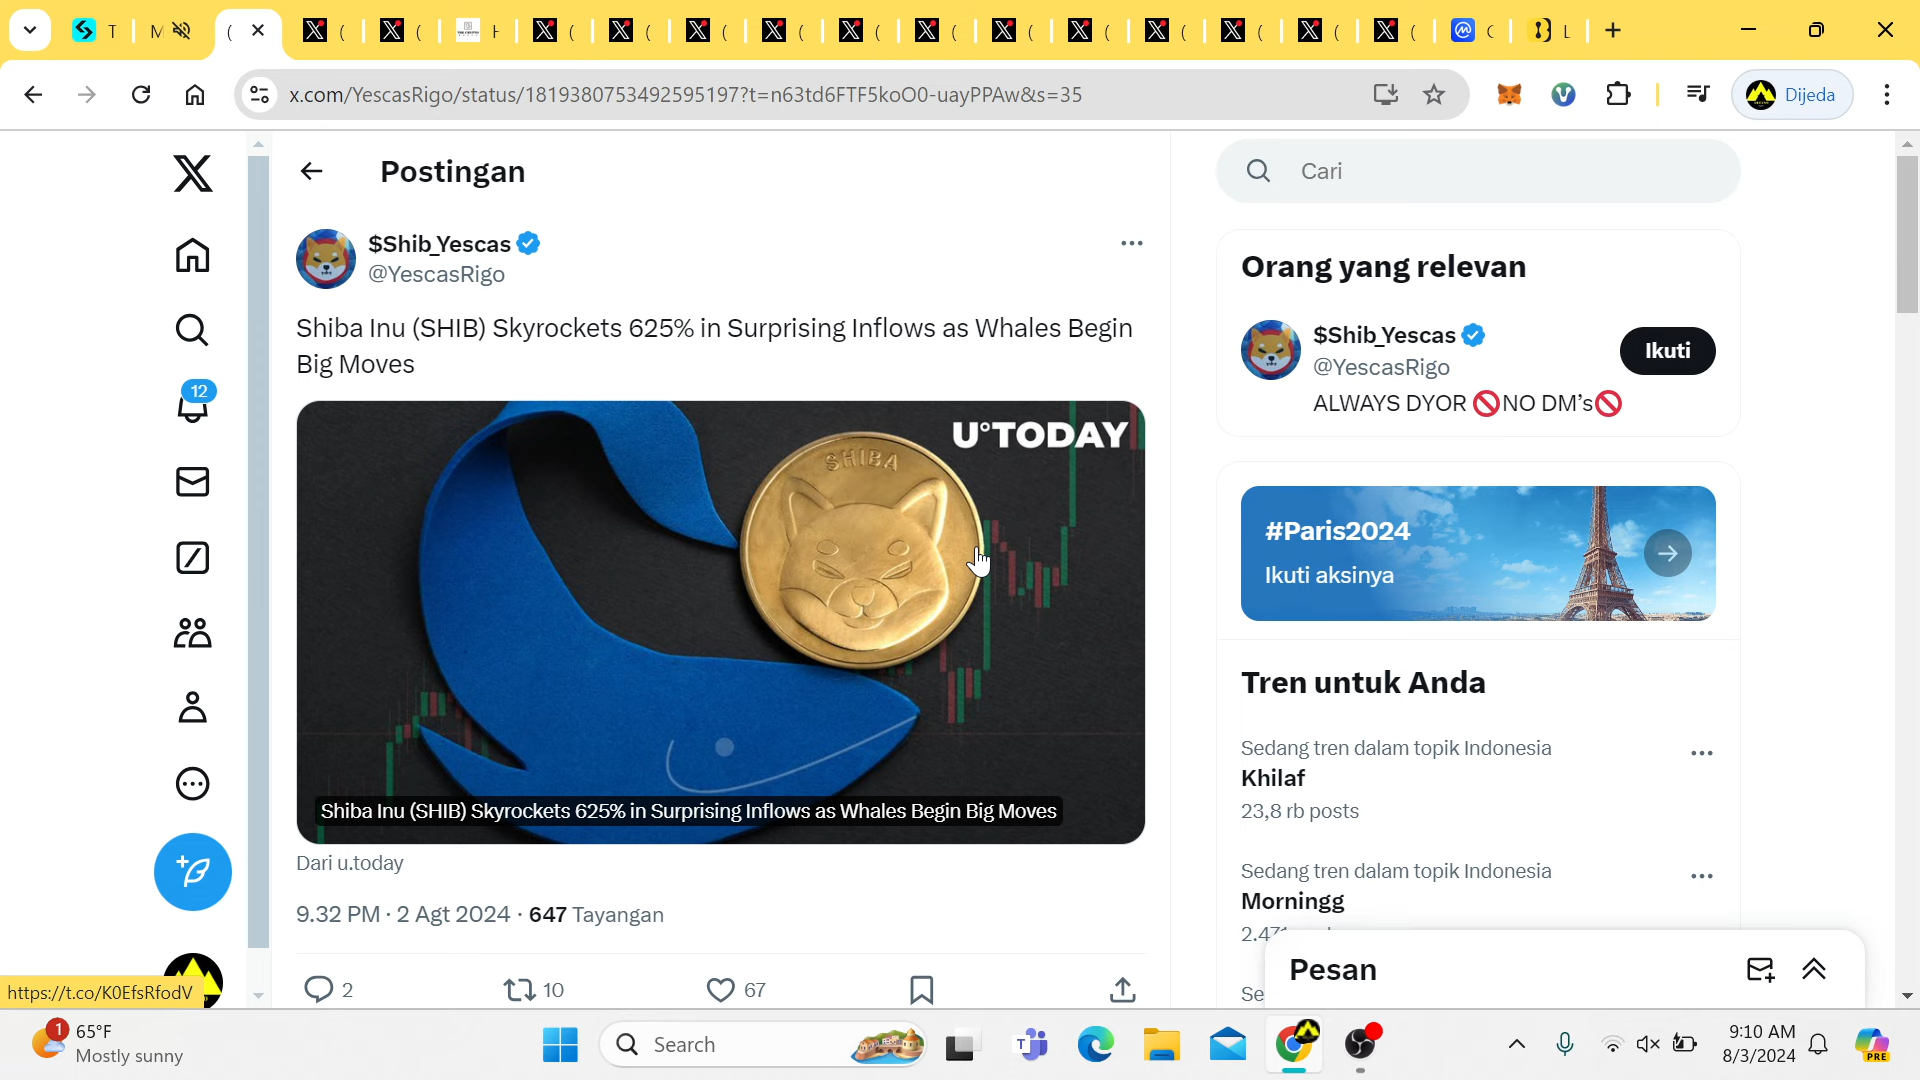 T
M
(
(
(
H
(
(
(
(
(
(
(
(
(
(
(
(
C
L
x.com/YescasRigo/status/1819380753492595197?t=n63td6FTF5koO0-uayPPAw&s=35
Dijeda
Postingan
Cari
$Shib_Yescas
@YescasRigo
Shiba Inu (SHIB) Skyrockets 625% in Surprising Inflows as Whales Begin
Big Moves
12
U°TODAY
SHIBA
Shiba Inu (SHIB) Skyrockets 625% in Surprising Inflows as Whales Begin Big Moves
Dari u.today
9.32 PM · 2 Agt 2024 · 647 Tayangan
2
10
67
https://t.co/K0EfsRfodV
Orang yang relevan
$Shib_Yescas
@YescasRigo
Ikuti
ALWAYS DYOR 🚫NO DM’s🚫
#Paris2024
Ikuti aksinya
Tren untuk Anda
Sedang tren dalam topik Indonesia
Khilaf
23,8 rb posts
Sedang tren dalam topik Indonesia
Morningg
Pesan
1
65°F
Mostly sunny
Search
9:10 AM
8/3/2024
PRE